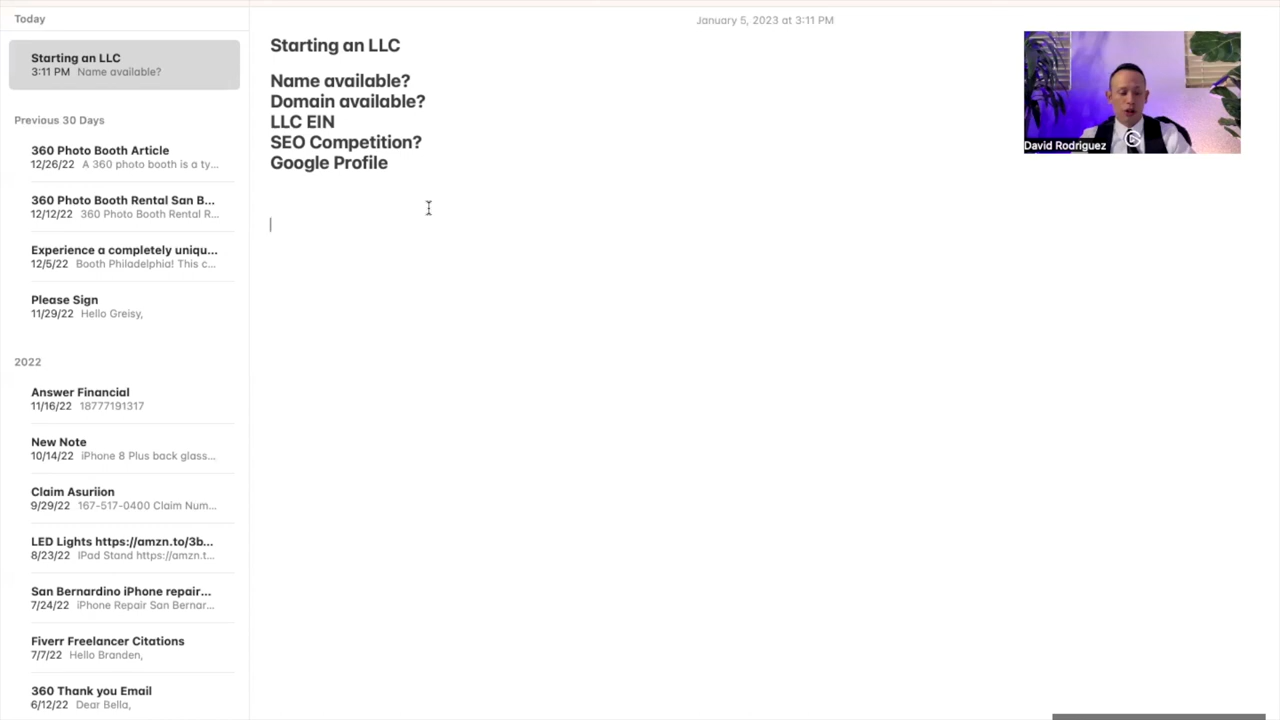 Today
Starting an LLC
3:11 PM Name available?
Previous 30 Days
360 Photo Booth Article
12/26/22 A 360 photo booth is a ty...
360 Photo Booth Rental San B...
12/12/22 360 Photo Booth Rental R...
Experience a completely uniqu...
12/5/22 Booth Philadelphia! This c...
Please Sign
11/29/22 Hello Greisy,
2022
Answer Financial
11/16/22 18777191317
New Note
10/14/22 iPhone 8 Plus back glass...
Claim Asuriion
9/29/22 167-517-0400 Claim Num...
LED Lights https://amzn.to/3b...
8/23/22 IPad Stand https://amzn.t...
San Bernardino iPhone repair...
7/24/22 iPhone Repair San Bernar...
Fiverr Freelancer Citations
7/7/22 Hello Branden,
360 Thank you Email
6/12/22 Dear Bella,
January 5, 2023 at 3:11 PM
Starting an LLC
Name available?
Domain available?
LLC EIN
SEO Competition?
Google Profile
David Rodriguez